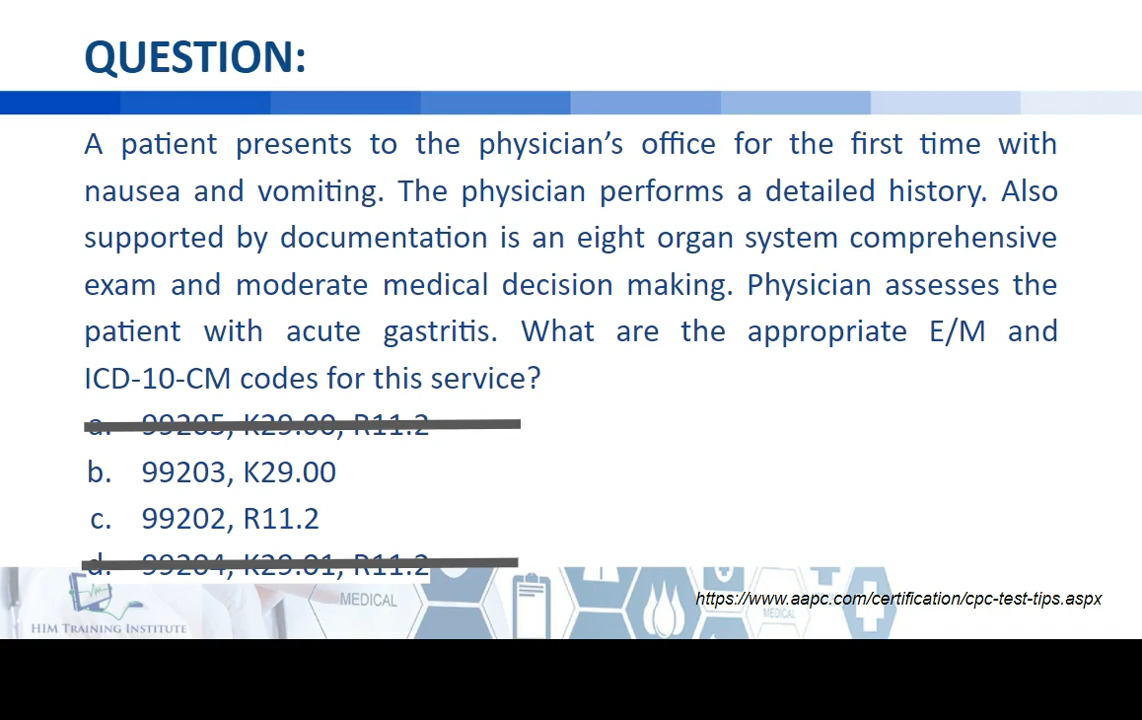 QUESTION:
A patient presents to the physician’s office for the first time with
nausea and vomiting. The physician performs a detailed history. Also
supported by documentation is an eight organ system comprehensive
exam and moderate medical decision making. Physician assesses the
patient with acute gastritis. What are the appropriate E/M and
ICD-10-CM codes for this service?
a. 99205, K29.00, R11.2
b. 99203, K29.00
c. 99202, R11.2
d. 99204, K29.01, R11.2
MEDICAL
MEDICAL
https://www.aapc.com/certification/cpc-test-tips.aspx
HIM TRAINING INSTITUTE